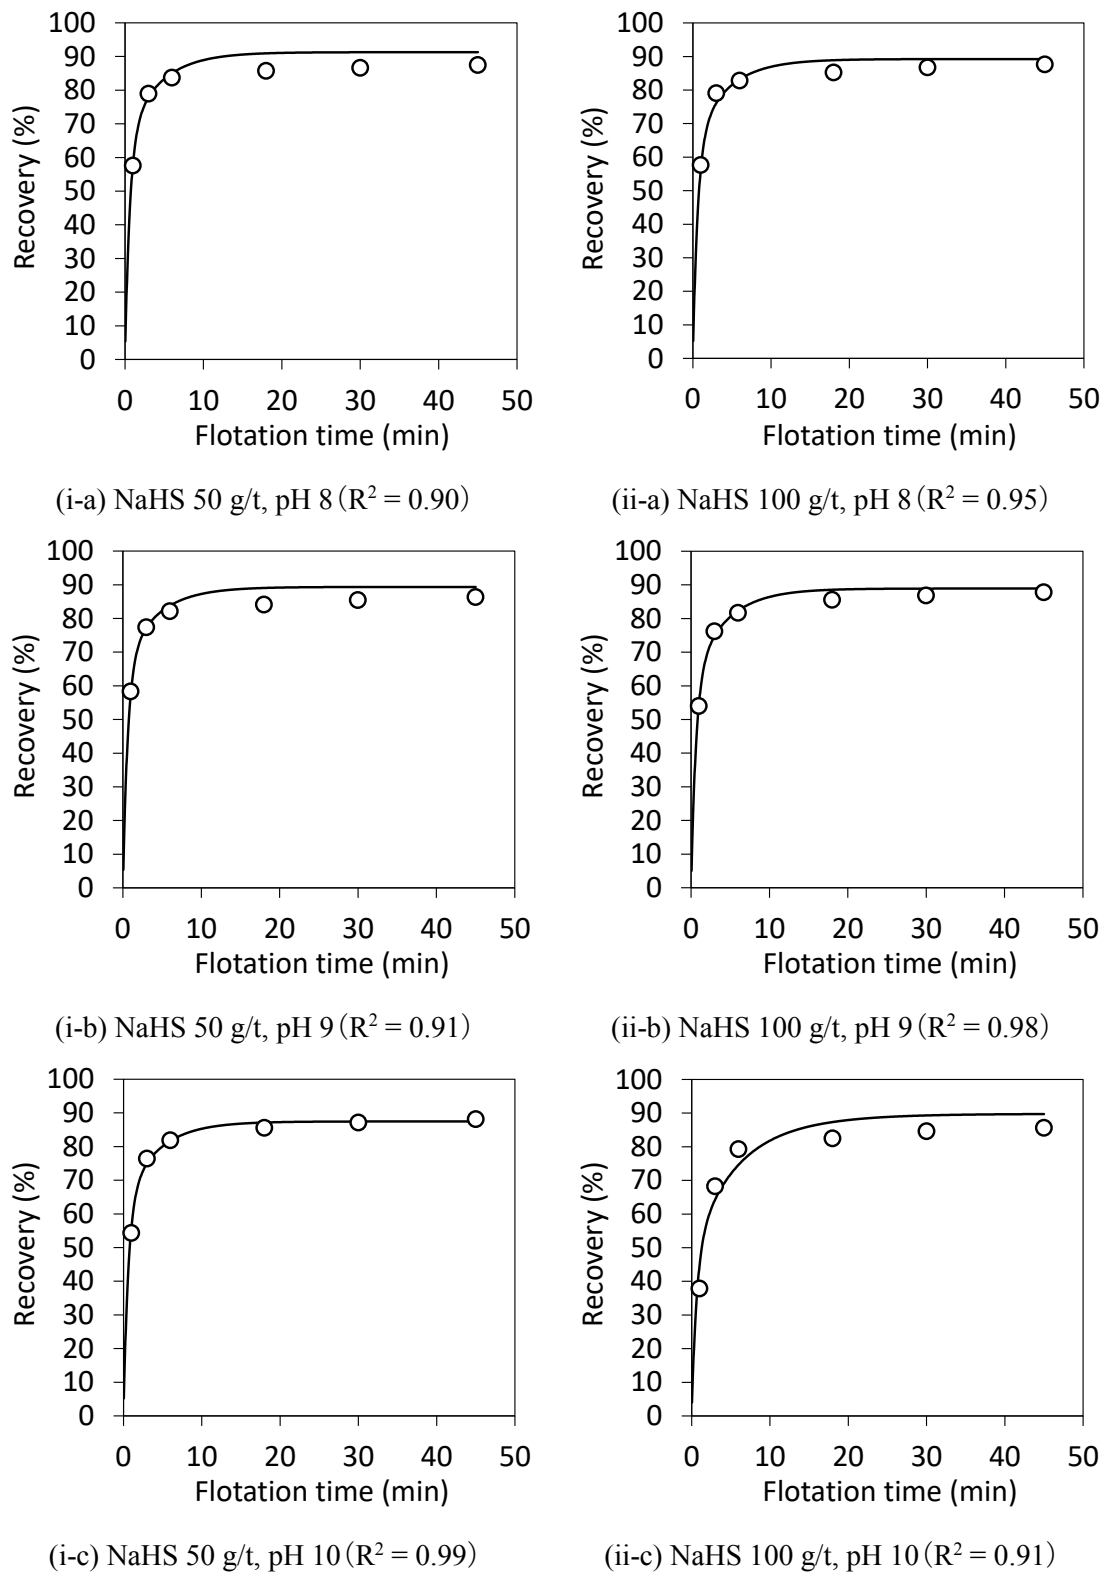 100
90
80
70
60
50
40
30
20
10
0
Recovery (%)
0 10 20 30 40 50
Flotation time (min)
(i-a) NaHS 50 g/t, pH 8（R² = 0.90）
100
90
80
70
60
50
40
30
20
10
0
Recovery (%)
0 10 20 30 40 50
Flotation time (min)
(ii-a) NaHS 100 g/t, pH 8（R² = 0.95）
100
90
80
70
60
50
40
30
20
10
0
Recovery (%)
0 10 20 30 40 50
Flotation time (min)
(i-b) NaHS 50 g/t, pH 9（R² = 0.91）
100
90
80
70
60
50
40
30
20
10
0
Recovery (%)
0 10 20 30 40 50
Flotation time (min)
(ii-b) NaHS 100 g/t, pH 9（R² = 0.98）
100
90
80
70
60
50
40
30
20
10
0
Recovery (%)
0 10 20 30 40 50
Flotation time (min)
(i-c) NaHS 50 g/t, pH 10（R² = 0.99）
100
90
80
70
60
50
40
30
20
10
0
Recovery (%)
0 10 20 30 40 50
Flotation time (min)
(ii-c) NaHS 100 g/t, pH 10（R² = 0.91）